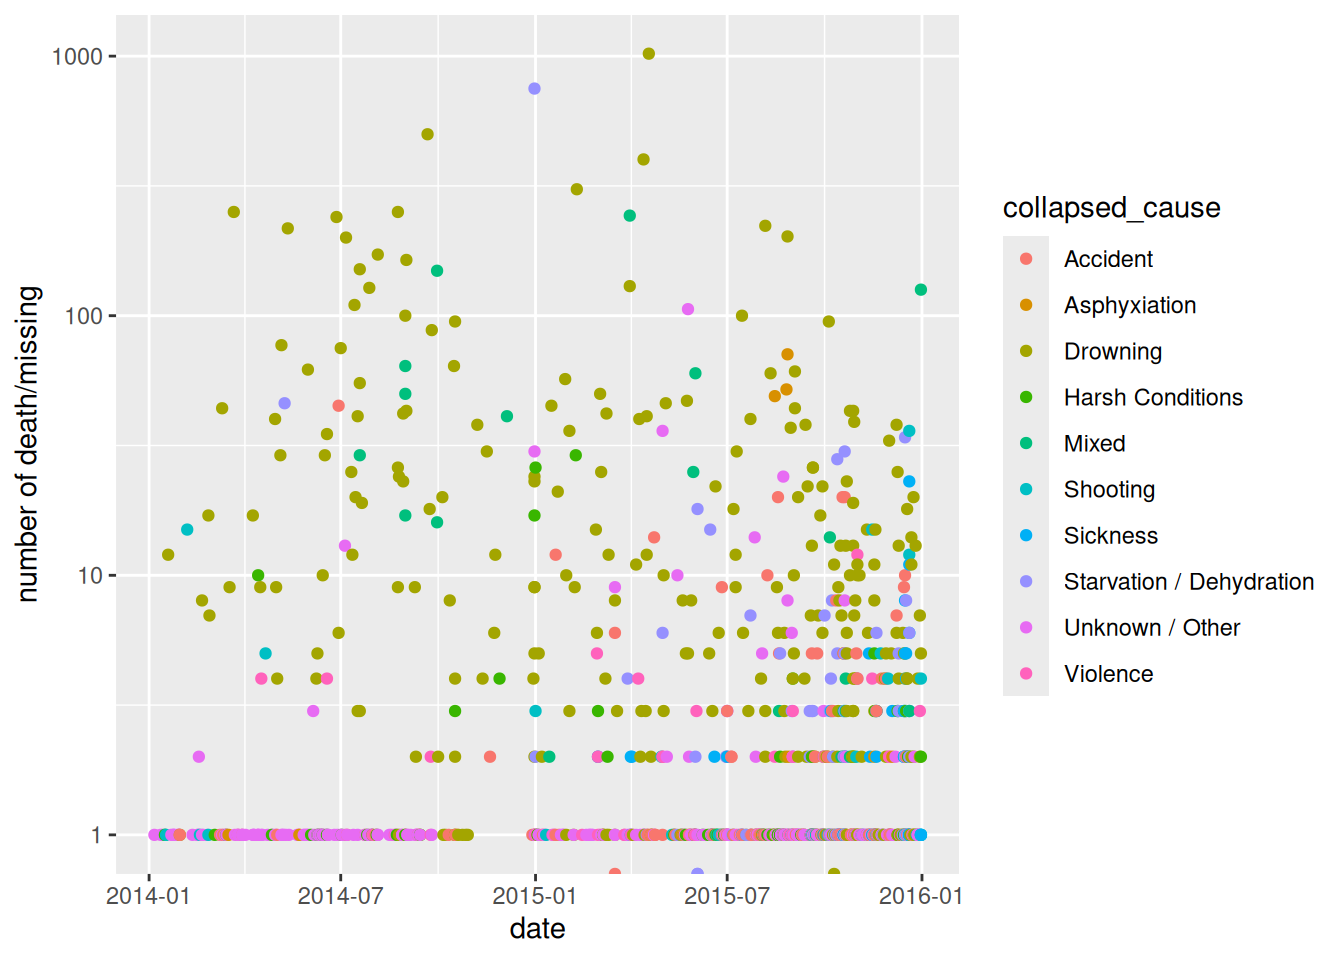 1000
100
10
1
number of death/missing
2014-01
2014-07
2015-01
2015-07
2016-01
date
collapsed_cause
Accident
Asphyxiation
Drowning
Harsh Conditions
Mixed
Shooting
Sickness
Starvation / Dehydration
Unknown / Other
Violence